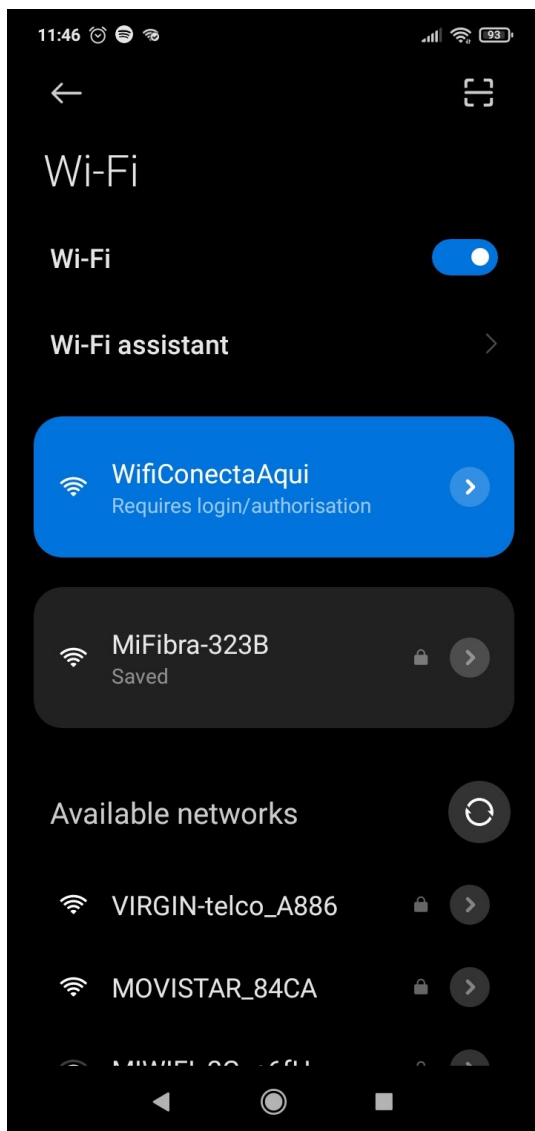 11:46
93
Wi-Fi
Wi-Fi
Wi-Fi assistant
WifiConectaAqui
Requires login/authorisation
MiFibra-323B
Saved
Available networks
VIRGIN-telco_A886
MOVISTAR_84CA